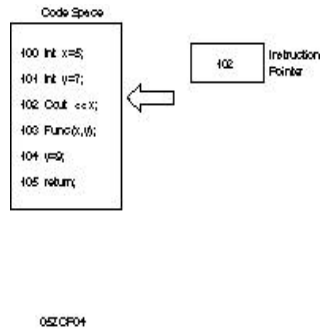 Code Space
100 Int x=5;
101 Int y=7;
102 Cout <<x;
103 Func(x,y);
104 y=9;
105 return;
102
Instruction
Pointer
05ZCF04